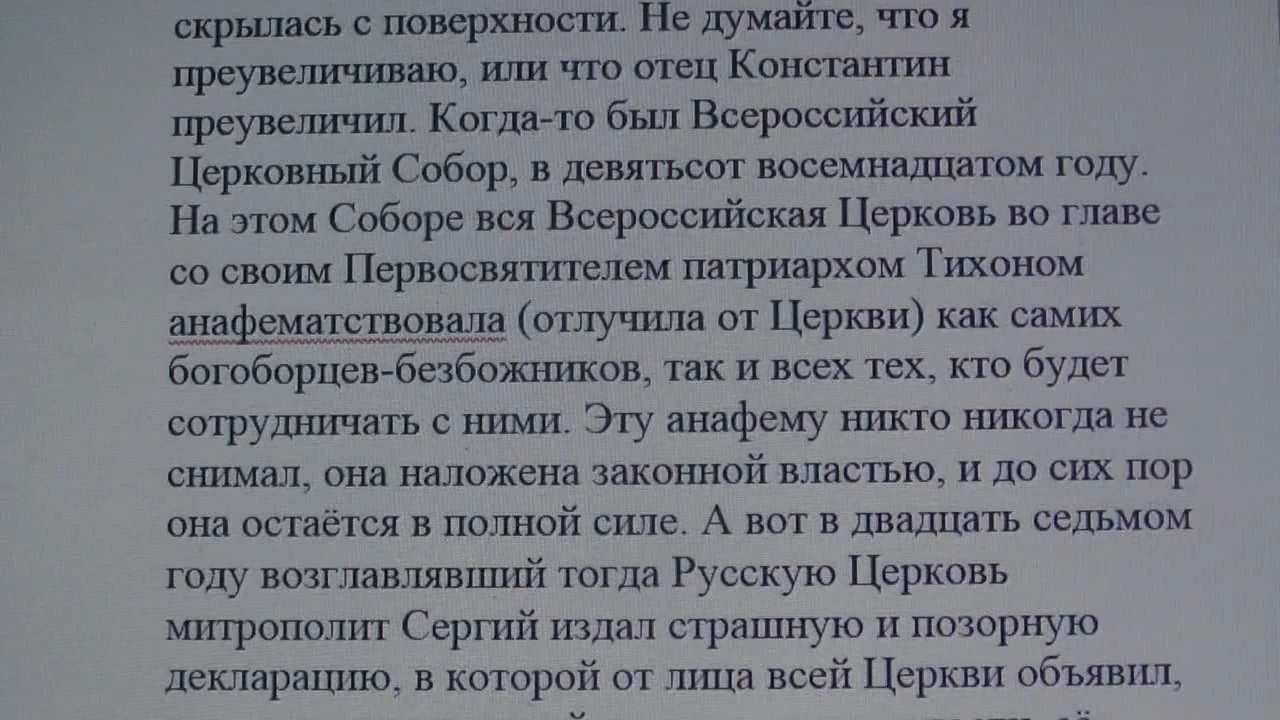 скрылась с поверхности. Не думайте, что я
преувеличиваю, или что отец Константин
преувеличил. Когда-то был Всероссийский
Церковный Собор, в девятьсот восемнадцатом году.
На этом Соборе вся Всероссийская Церковь во главе
со своим Первосвятителем патриархом Тихоном
анафематствовала (отлучила от Церкви) как самих
богоборцев-безбожников, так и всех тех, кто будет
сотрудничать с ними. Эту анафему никто никогда не
снимал, она наложена законной властью, и до сих пор
она остаётся в полной силе. А вот в двадцать седьмом
году возглавлявший тогда Русскую Церковь
митрополит Сергий издал страшную и позорную
декларацию, в которой от лица всей Церкви объявил,